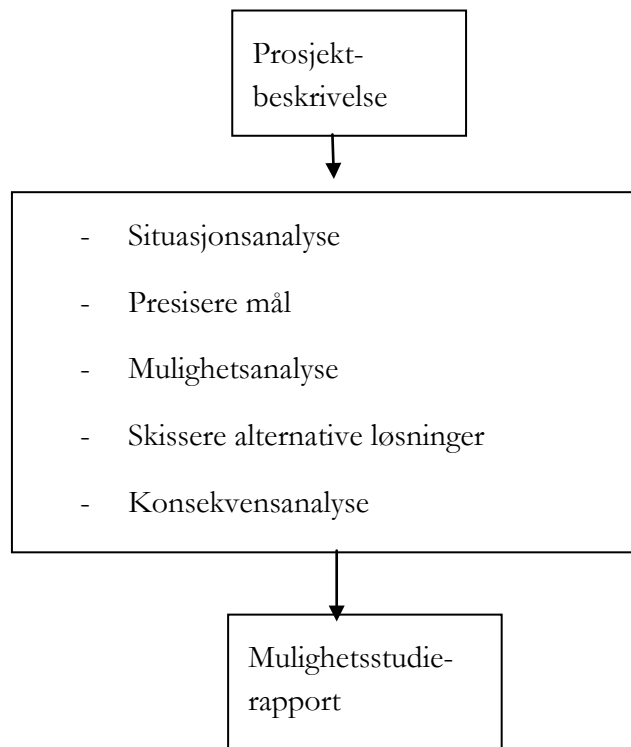 Prosjekt-
beskrivelse
- Situasjonsanalyse
- Presisere mål
- Mulighetsanalyse
- Skissere alternative løsninger
- Konsekvensanalyse
Mulighetsstudie-
rapport